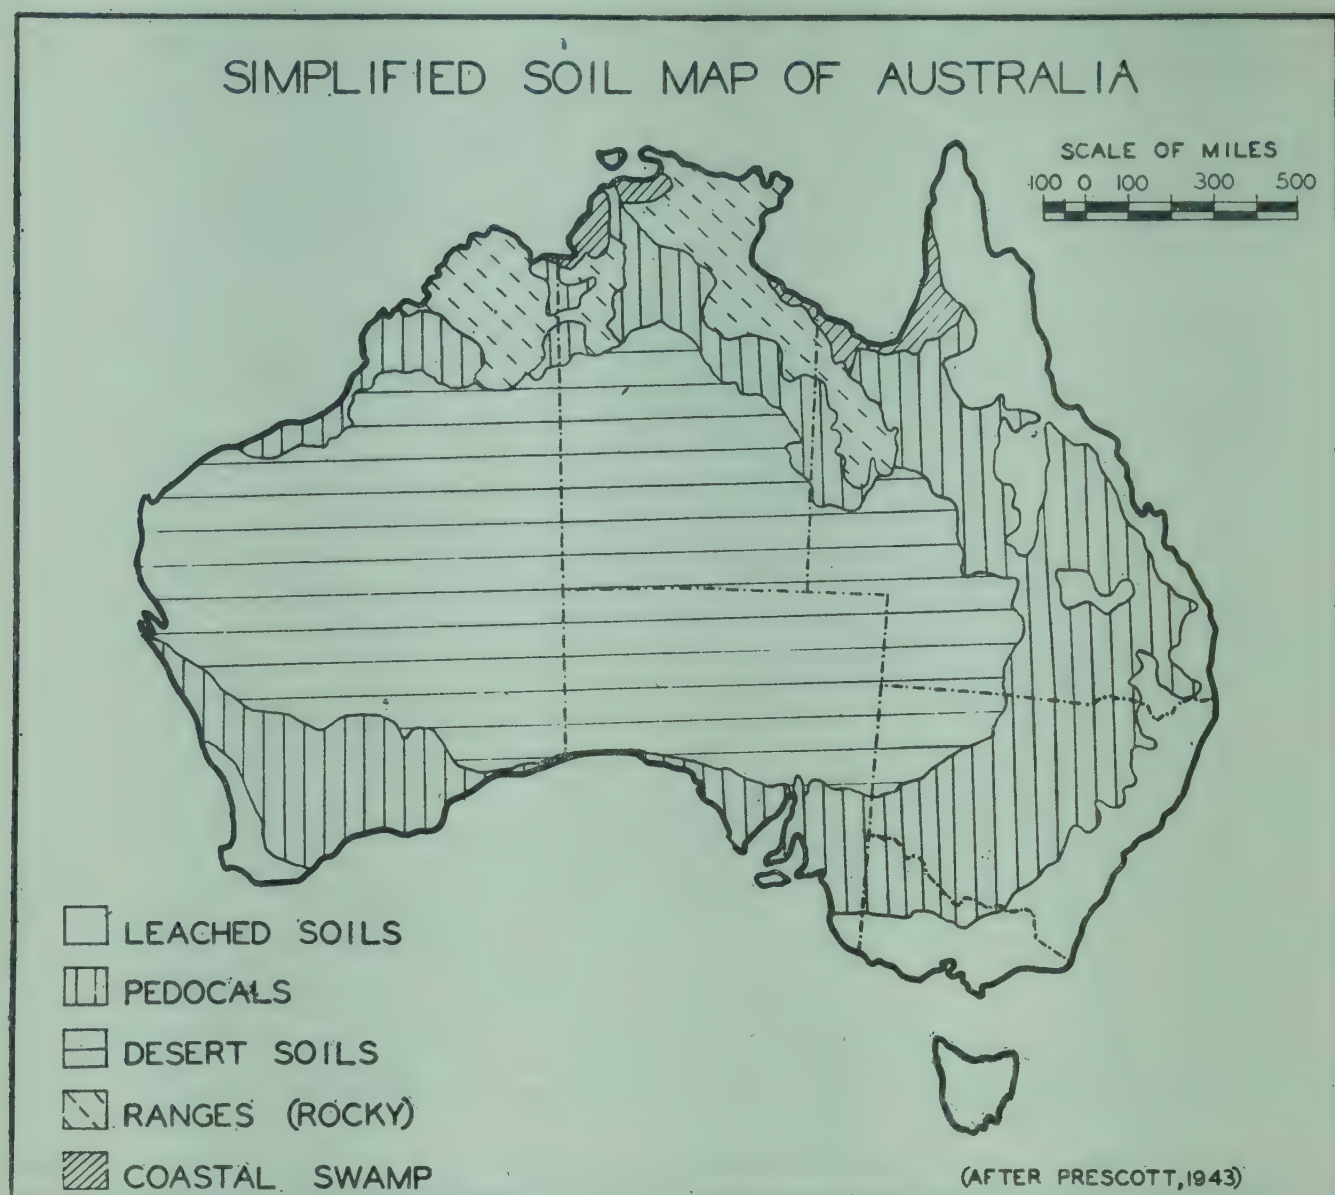 SIMPLIFIED SOIL MAP OF AUSTRALIA
SCALE OF MILES
100 0 100 300 500
LEACHED SOILS
PEDOCALS
DESERT SOILS
RANGES (ROCKY)
COASTAL SWAMP
(AFTER PRESCOTT, 1943)